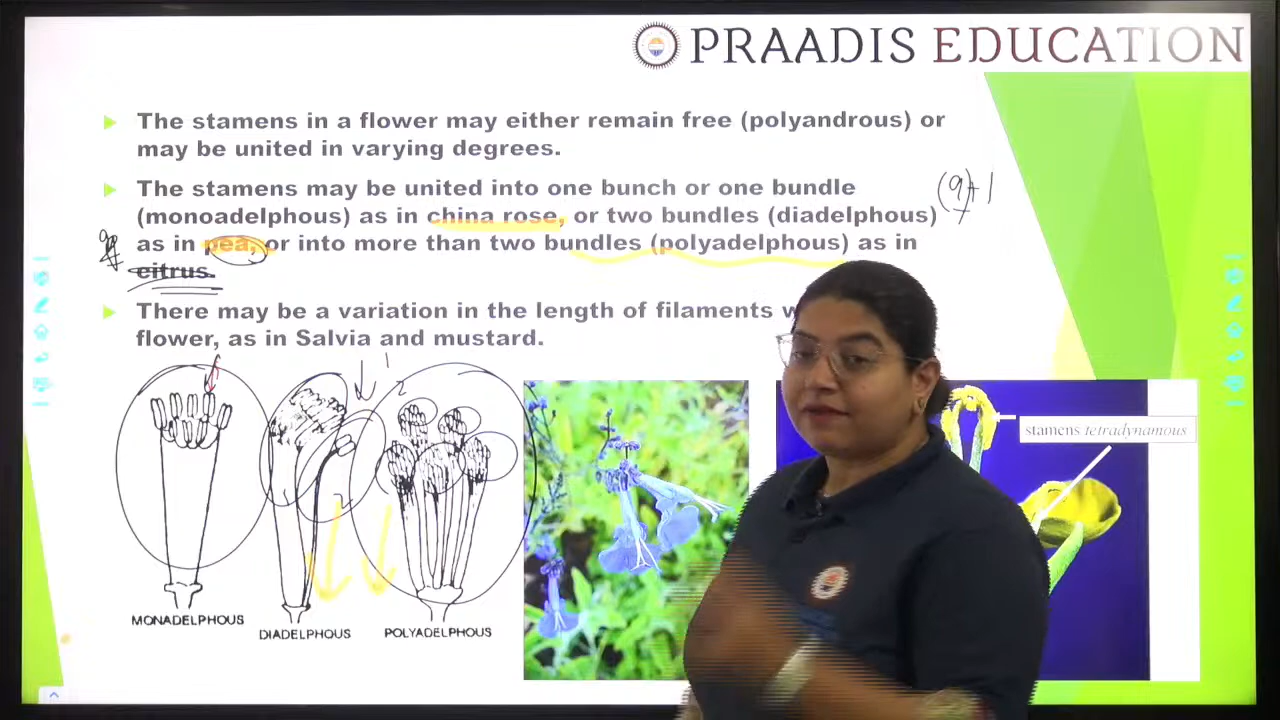 PRAADIS EDUCATION
The stamens in a flower may either remain free (polyandrous) or
may be united in varying degrees.
The stamens may be united into one bunch or one bundle
(9)+1
(monoadelphous) as in china rose, or two bundles (diadelphous)
as in pea, or into more than two bundles (polyadelphous) as in
citrus.
There may be a variation in the length of filaments
flower, as in Salvia and mustard.
1
2
stamens tetradynamous
MONADELPHOUS
DIADELPHOUS
POLYADELPHOUS